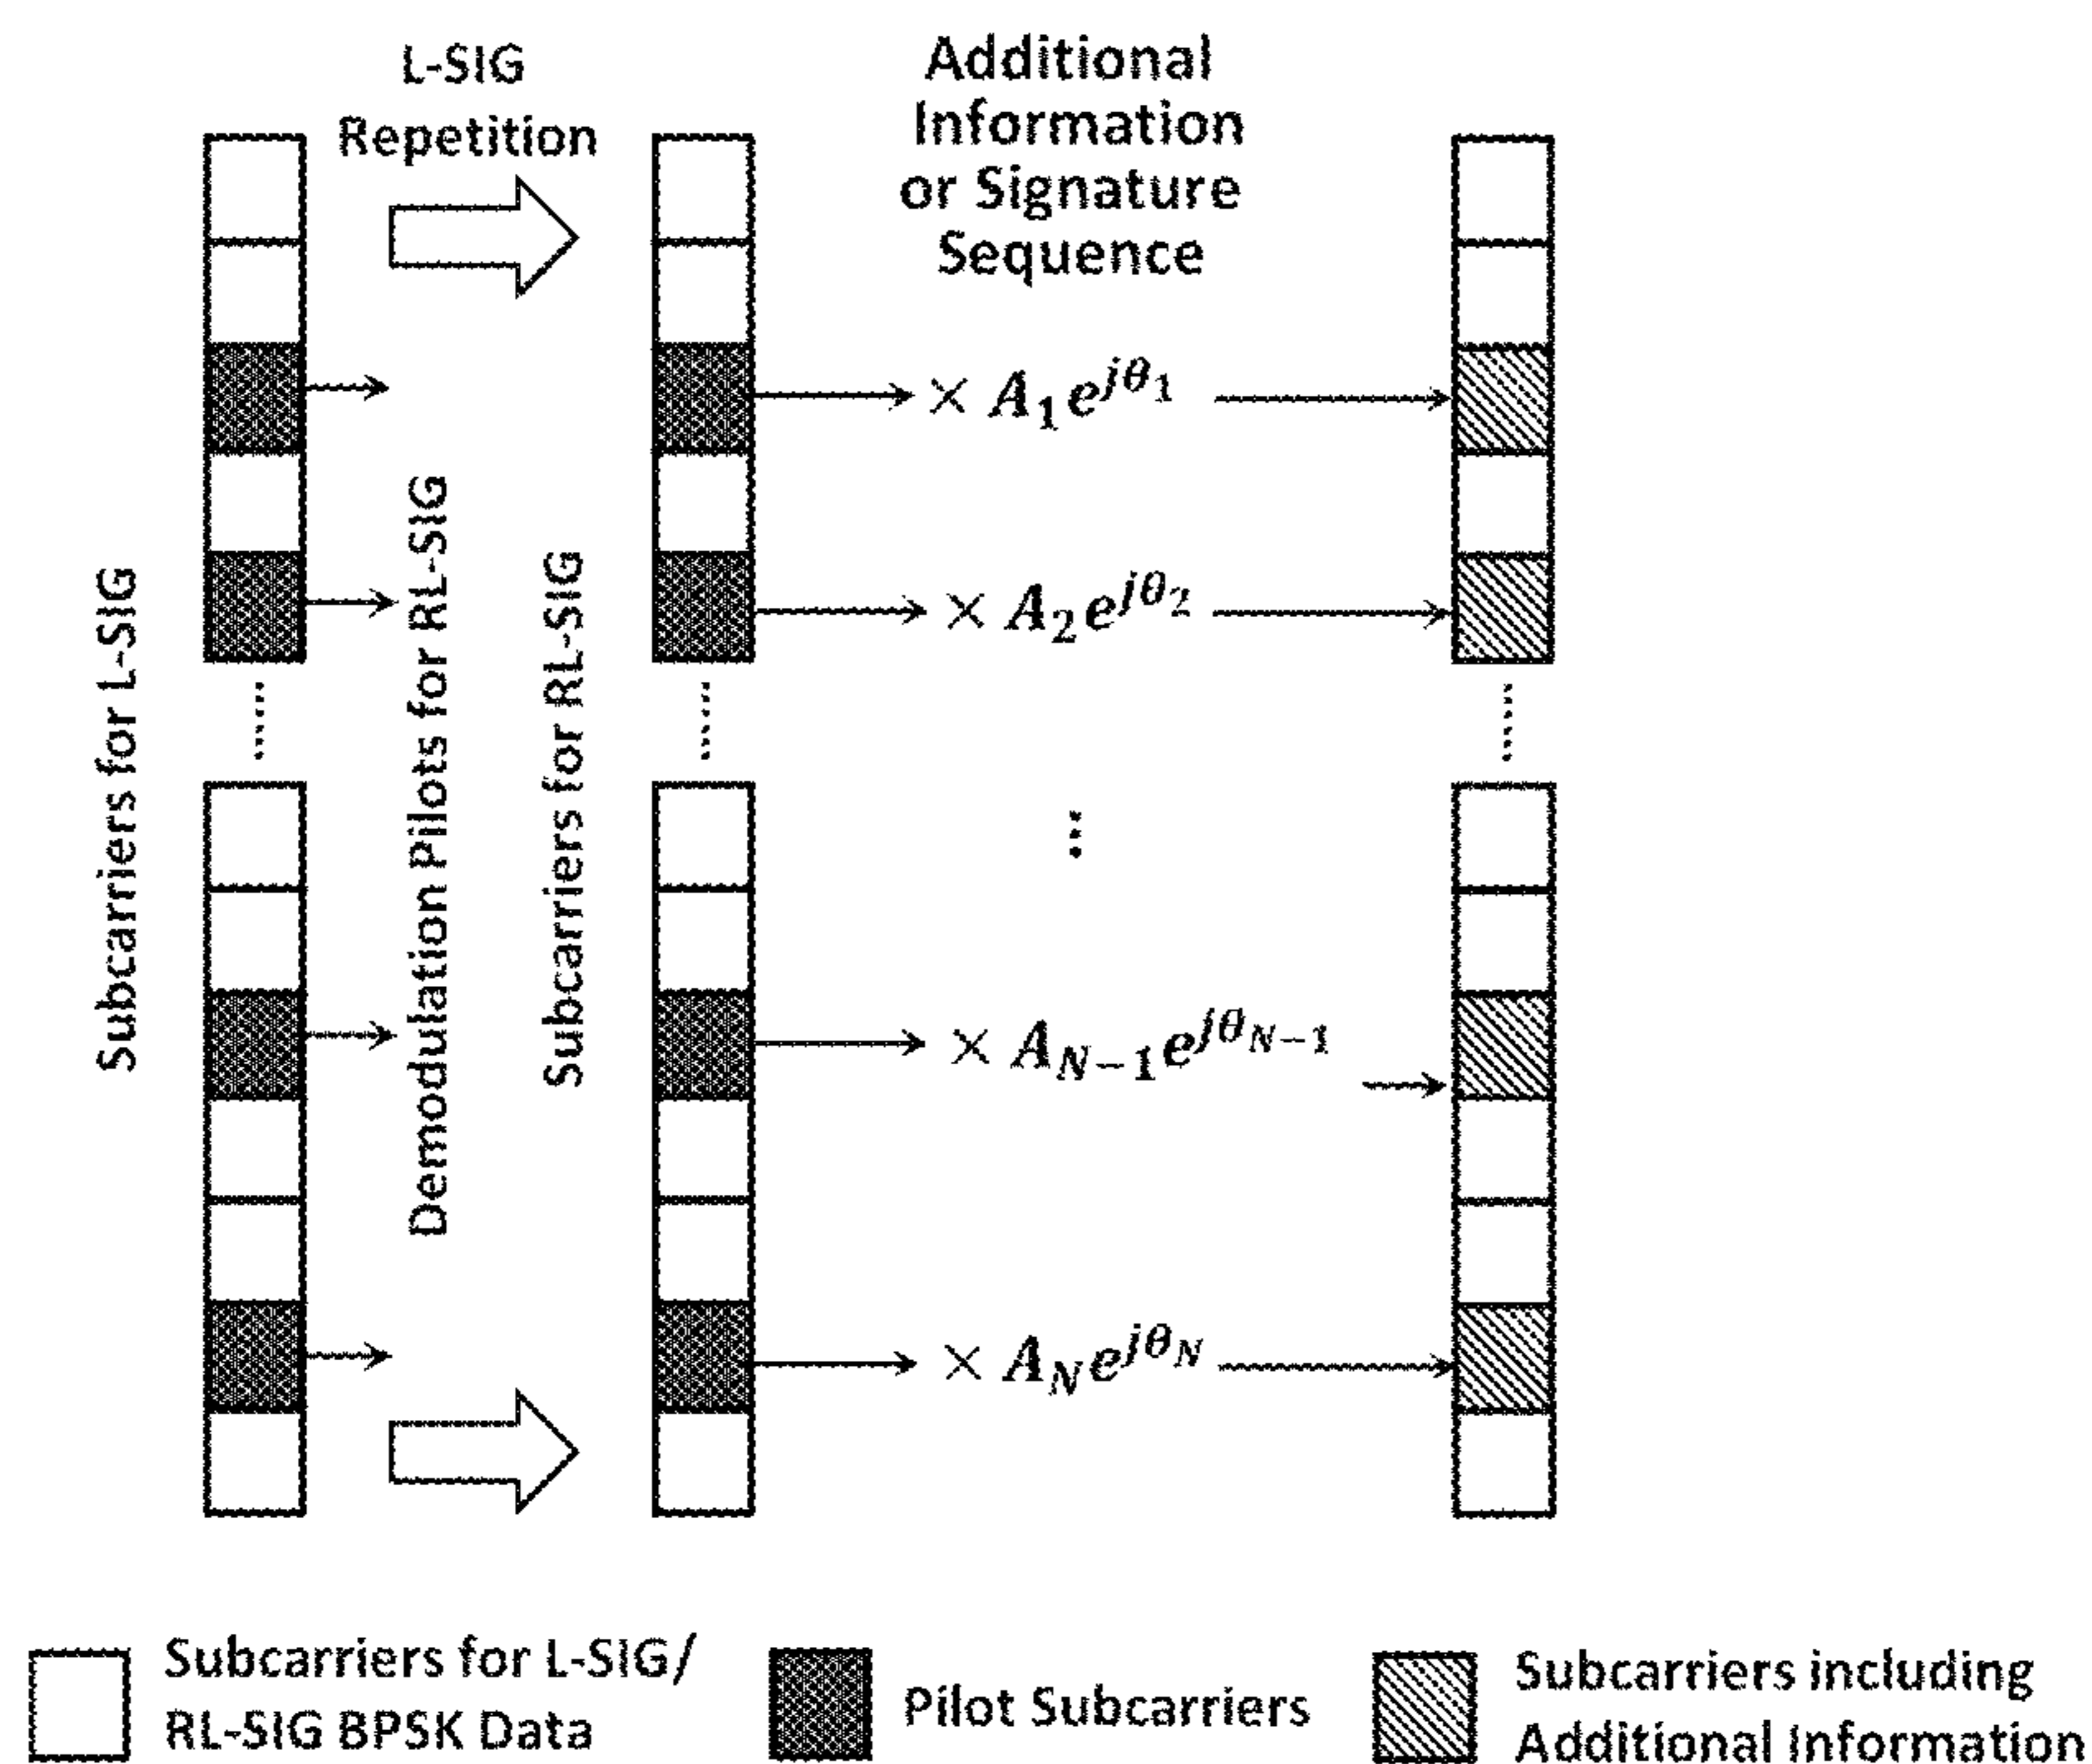 L-SIG
Repetition
Additional
Information
or Signature
Sequence
Subcarriers for L-SIG
Demodulation Pilots for RL-SIG
Subcarriers for RL-SIG
× A₁e^{jθ₁}
× A₂e^{jθ₂}
......
......
......
...
× A_{N−1}e^{jθ_{N−1}}
× A_N e^{jθ_N}
Subcarriers for L-SIG/
RL-SIG BPSK Data
Pilot Subcarriers
Subcarriers including
Additional Information